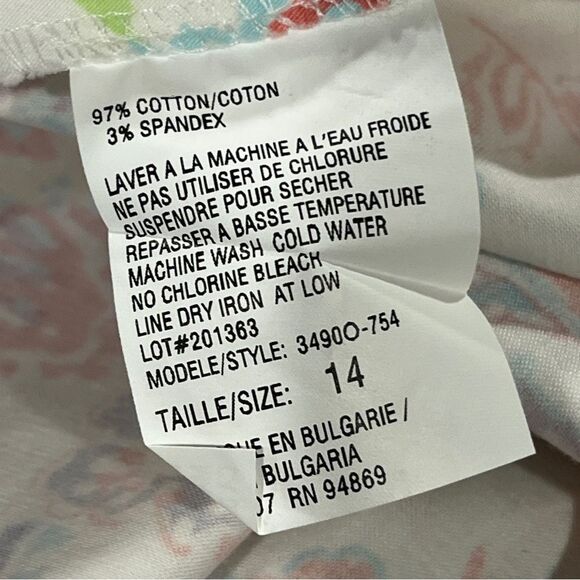 97% COTTON/COTON
3% SPANDEX
LAVER A LA MACHINE A L'EAU FROIDE
NE PAS UTILISER DE CHLORURE
SUSPENDRE POUR SECHER
REPASSER A BASSE TEMPERATURE
MACHINE WASH COLD WATER
NO CHLORINE BLEACH
LINE DRY IRON AT LOW
LOT#201363
MODELE/STYLE: 34900-754
TAILLE/SIZE: 14
EN BULGARIE /
BULGARIA
07 RN 94869